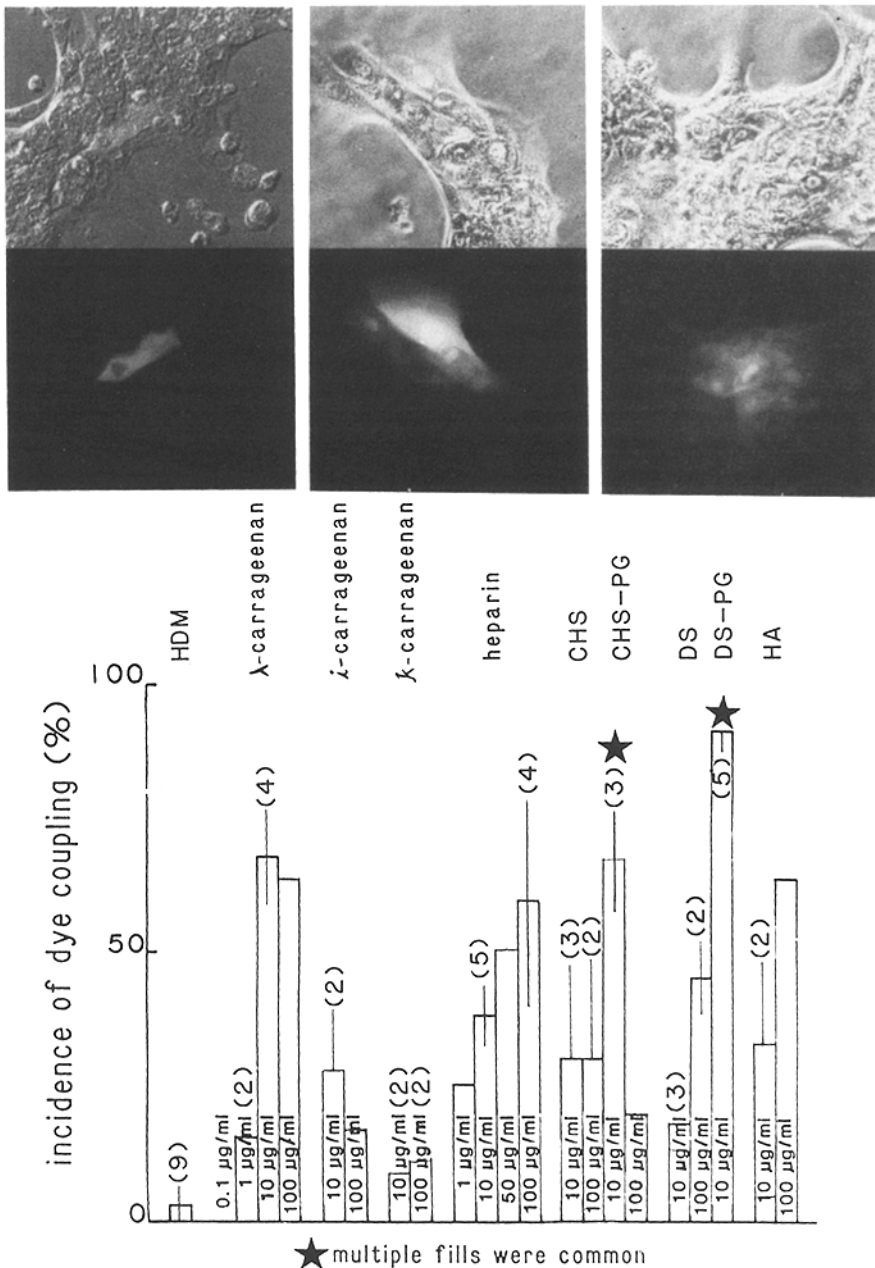 HDM
λ-carrageenan
i-carrageenan
k-carrageenan
heparin
CHS
CHS-PG
DS
DS-PG
HA
incidence of dye coupling (%)
100
50
0
(9)
0.1 µg/ml
1 µg/ml (2)
10 µg/ml
(4)
100 µg/ml
10 µg/ml
(2)
100 µg/ml
10 µg/ml (2)
100 µg/ml (2)
1 µg/ml
10 µg/ml
(5)
50 µg/ml
100 µg/ml
(4)
10 µg/ml
(3)
100 µg/ml
(2)
10 µg/ml
(3)
★
100 µg/ml
10 µg/ml (3)
100 µg/ml
(2)
10 µg/ml
(5)
★
10 µg/ml
(2)
100 µg/ml
★ multiple fills were common